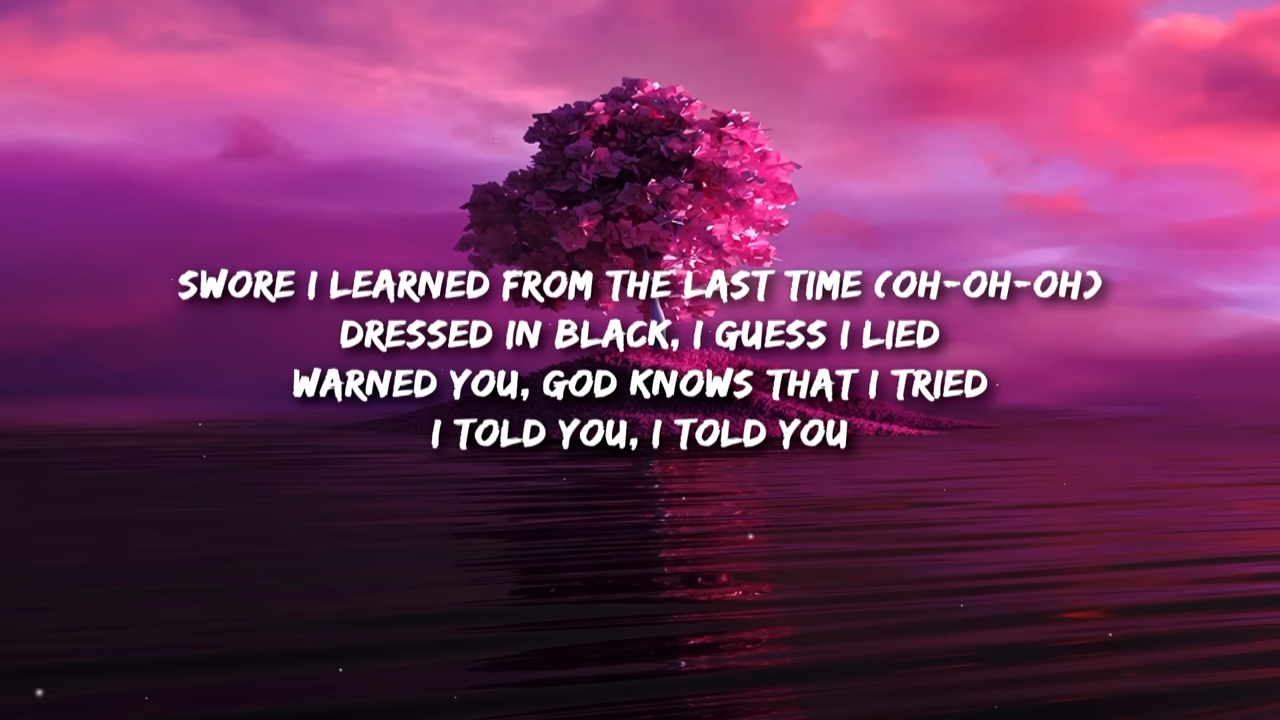 SWORE I LEARNED FROM THE LAST TIME (OH-OH-OH)
DRESSED IN BLACK, I GUESS I LIED
WARNED YOU, GOD KNOWS THAT I TRIED
I TOLD YOU, I TOLD YOU